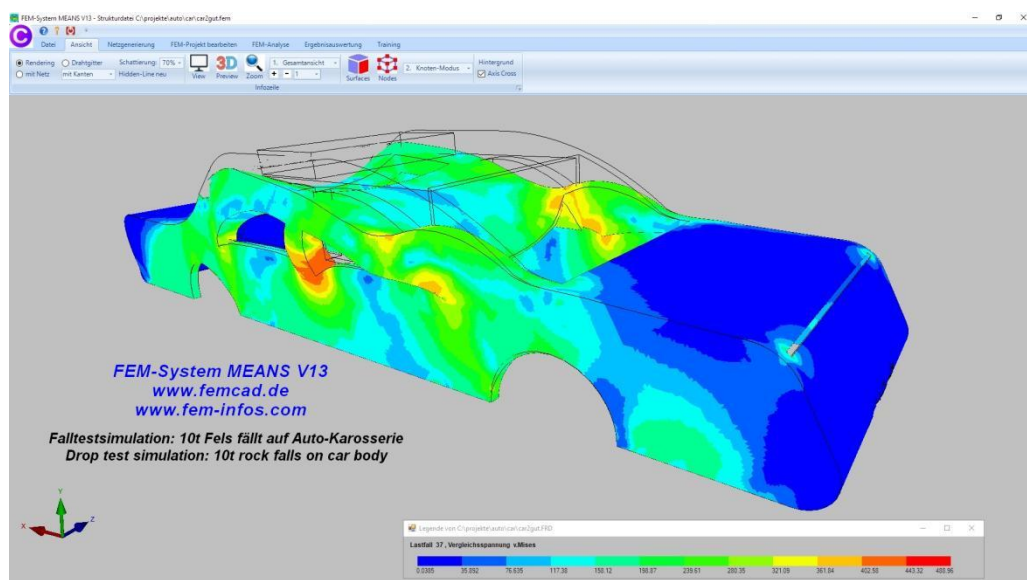 FEM-System MEANS V13 - Strukturdatei C:\projekte\auto\car\car2gut.fem
Datei Ansicht Netzgenerierung FEM-Projekt bearbeiten FEM-Analyse Ergebnisauswertung Training
Rendering Drahtgitter Schattierung: 70% 1. Gesamtansicht 2. Knoten-Modus Hintergrund
mit Netz mit Kanten Hidden-Line neu View 3D Preview Zoom 1 Surfaces Nodes Axis Cross
Infozeile
FEM-System MEANS V13
www.femcad.de
www.fem-infos.com
Falltestsimulation: 10t Fels fällt auf Auto-Karosserie
Drop test simulation: 10t rock falls on car body
Y
X
Z
Legende von C:\projekte\auto\car\car2gut.FRD
Lastfall 37 , Vergleichsspannung v.Mises
0.0385 35.892 76.635 117.38 158.12 198.87 239.61 280.35 321.09 361.84 402.58 443.32 488.96